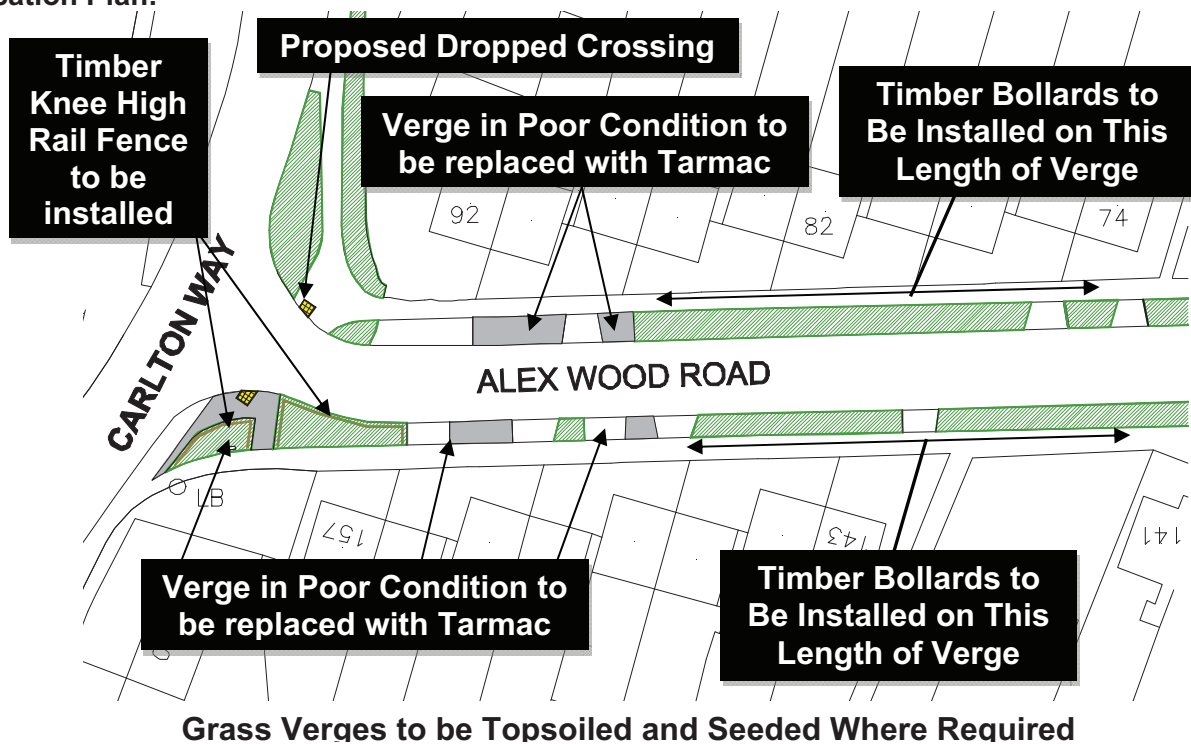 sation Plan:
Timber
Knee High
Rail Fence
to be
installed
Proposed Dropped Crossing
Verge in Poor Condition to
be replaced with Tarmac
Timber Bollards to
Be Installed on This
Length of Verge
92
82
74
CARLTON WAY
ALEX WOOD ROAD
LB
157
143
141
Verge in Poor Condition to
be replaced with Tarmac
Timber Bollards to
Be Installed on This
Length of Verge
Grass Verges to be Topsoiled and Seeded Where Required